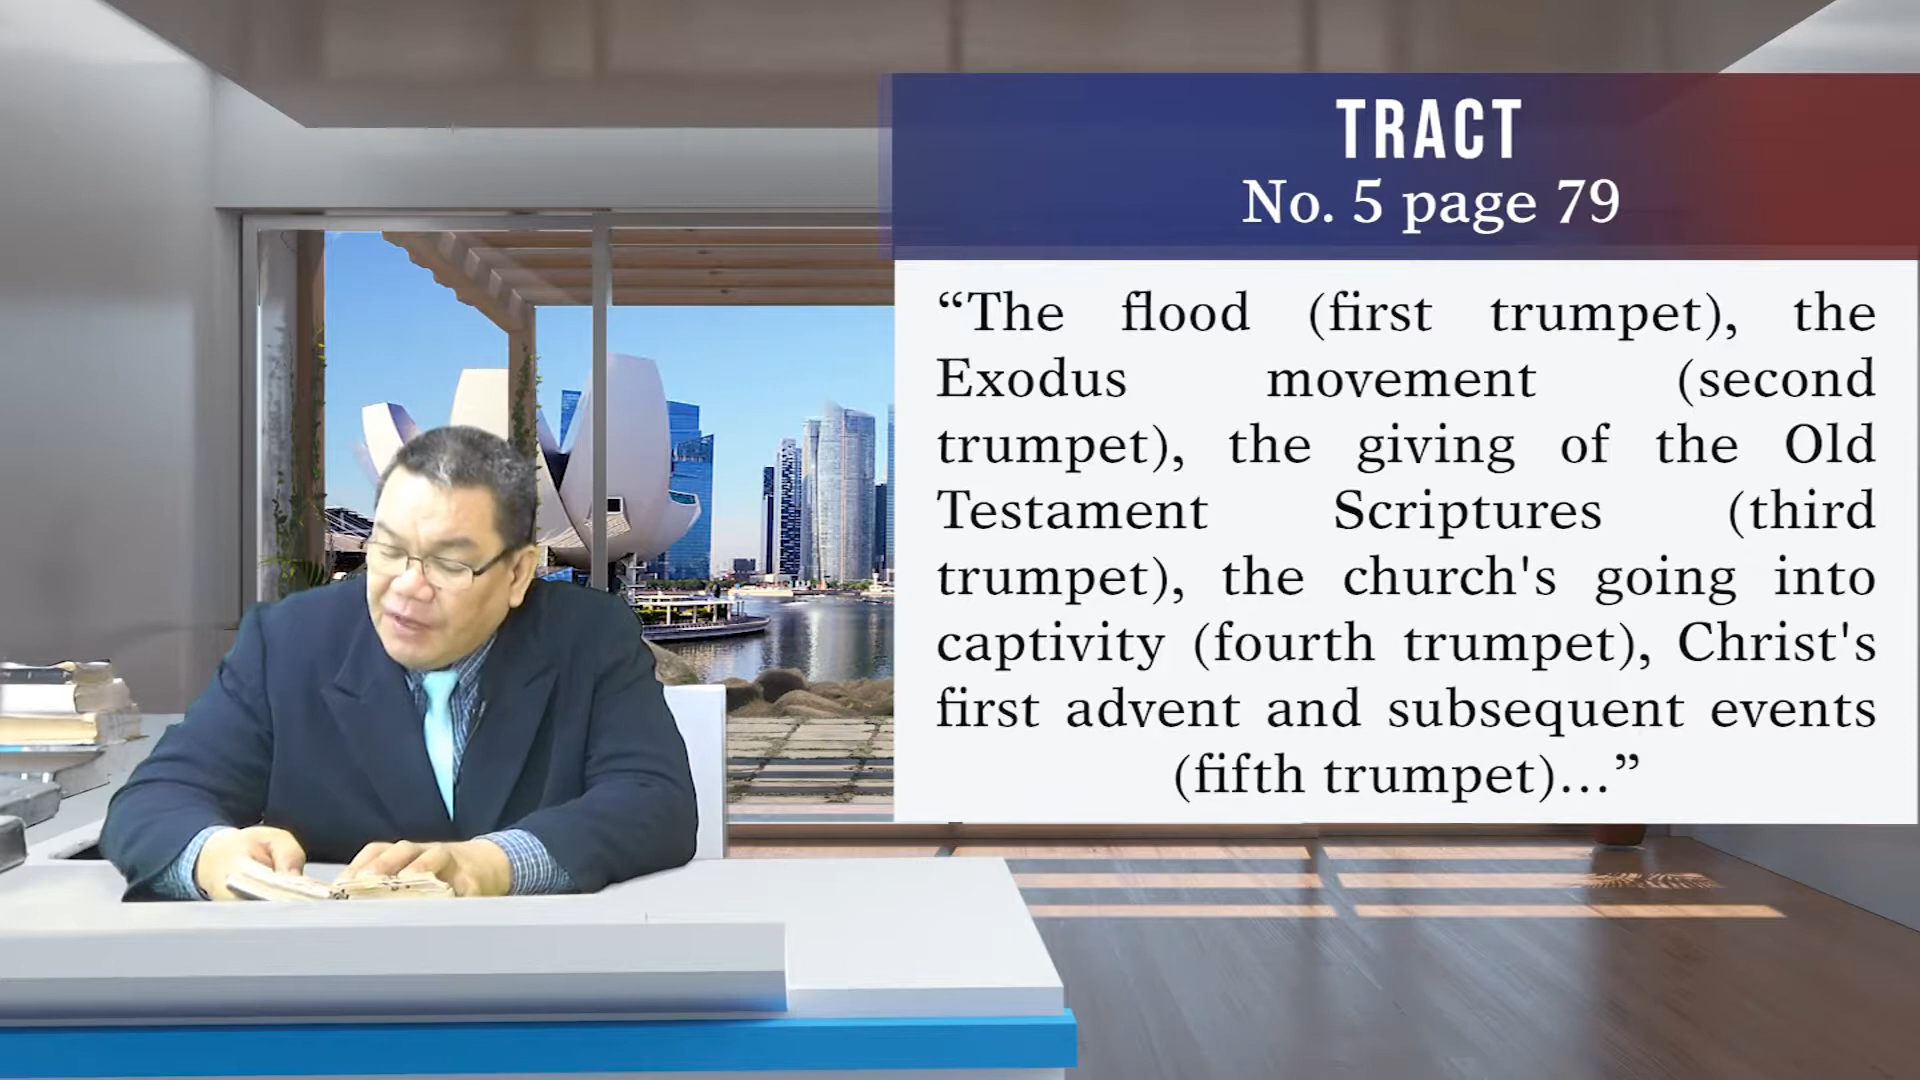 TRACT
No. 5 page 79
“The flood (first trumpet), the
Exodus movement (second
trumpet), the giving of the Old
Testament Scriptures (third
trumpet), the church's going into
captivity (fourth trumpet), Christ's
first advent and subsequent events
(fifth trumpet)...”